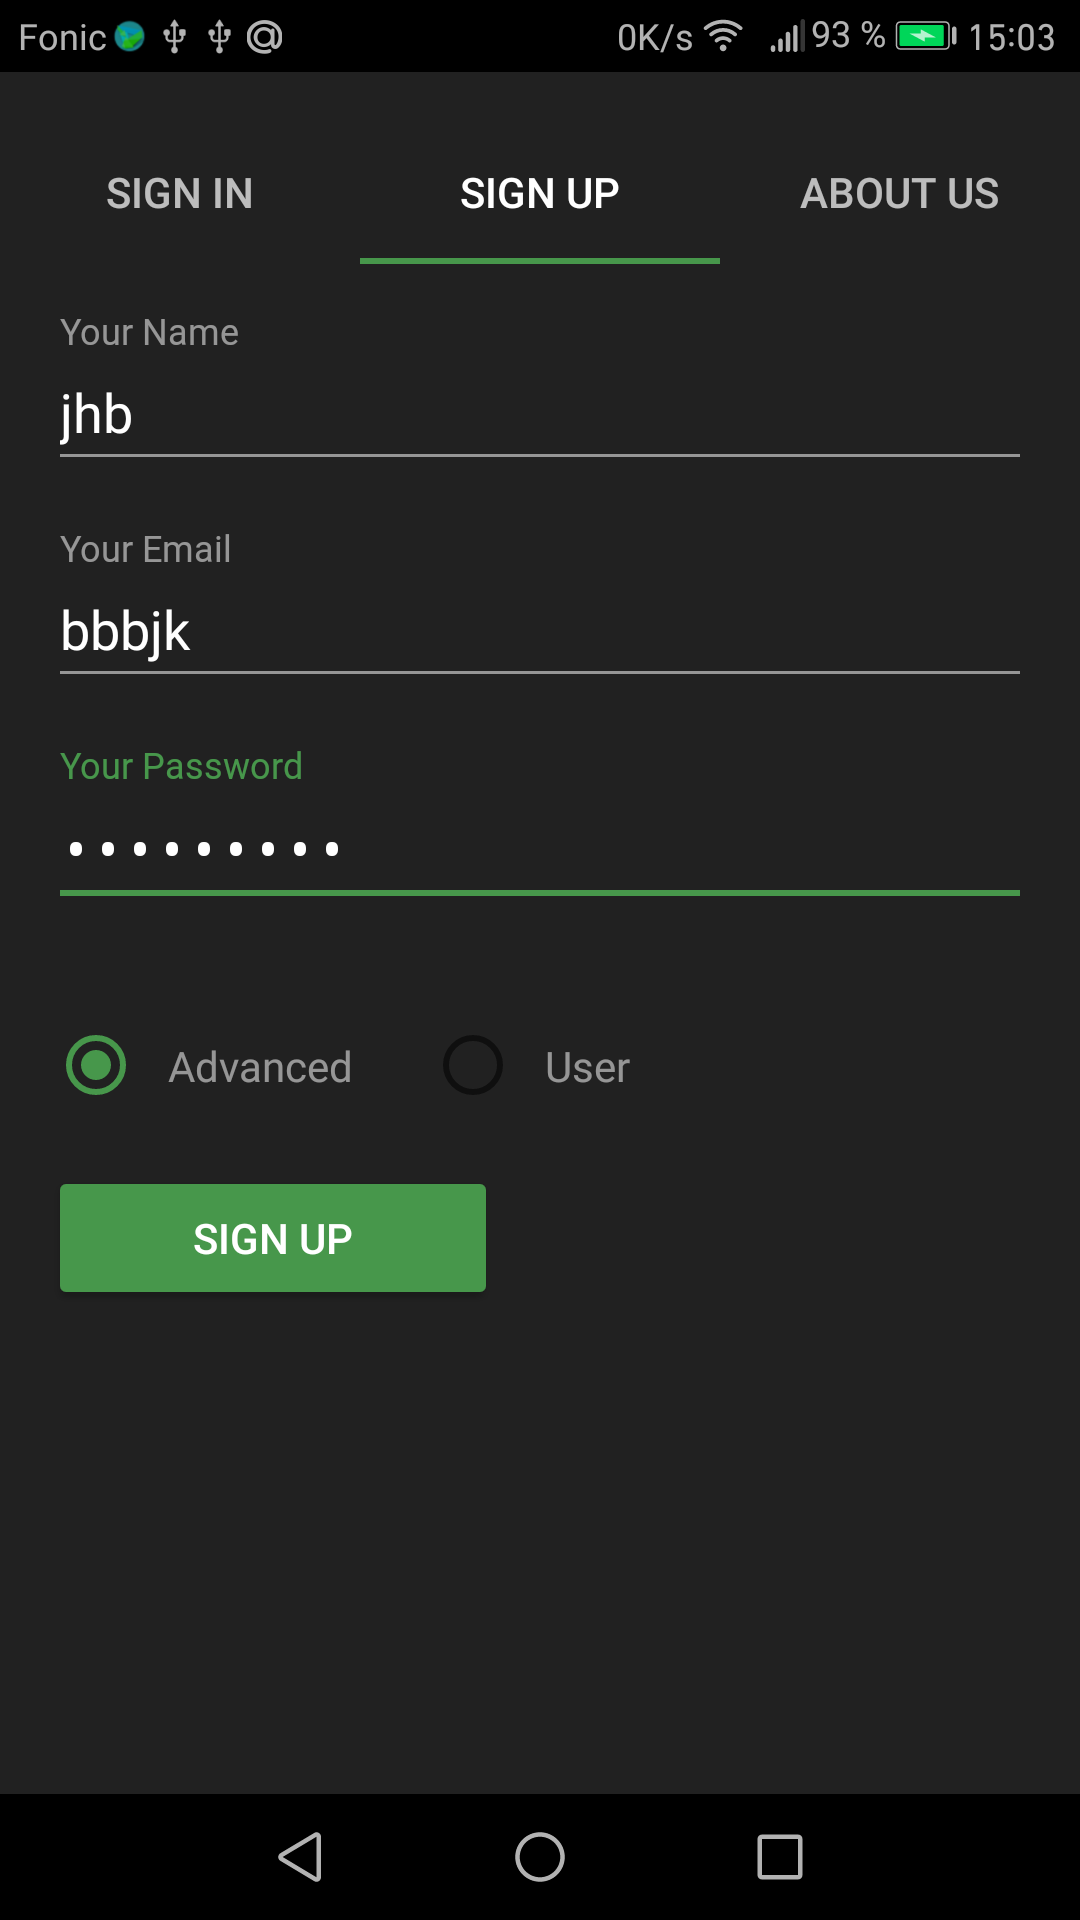 Fonic 0K/s 93 % 15:03
SIGN IN SIGN UP ABOUT US
Your Name
jhb
Your Email
bbbjk
Your Password
•••••••••
Advanced User
SIGN UP